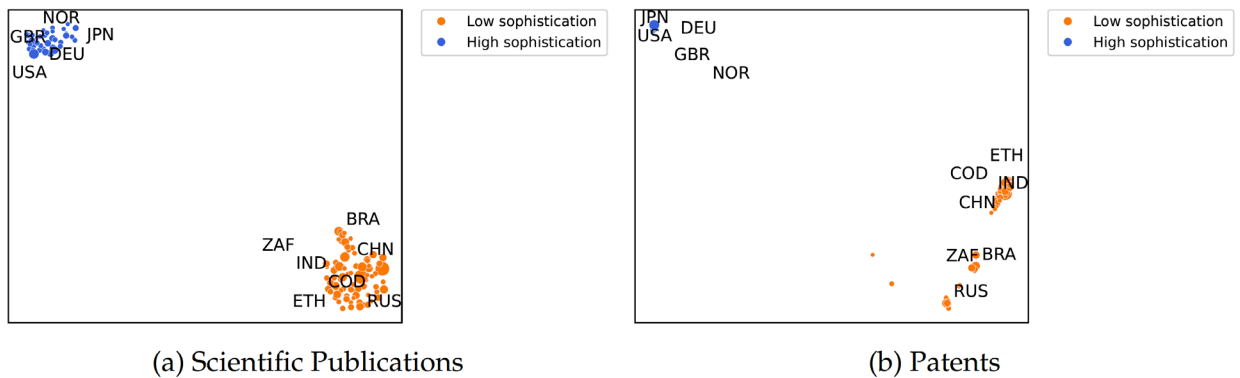 NOR
GBR
JPN
DEU
USA
BRA
ZAF
CHN
IND
COD
ETH
RUS
Low sophistication
High sophistication
(a) Scientific Publications
JPN
USA
DEU
GBR
NOR
ETH
COD
IND
CHN
ZAF
BRA
RUS
Low sophistication
High sophistication
(b) Patents